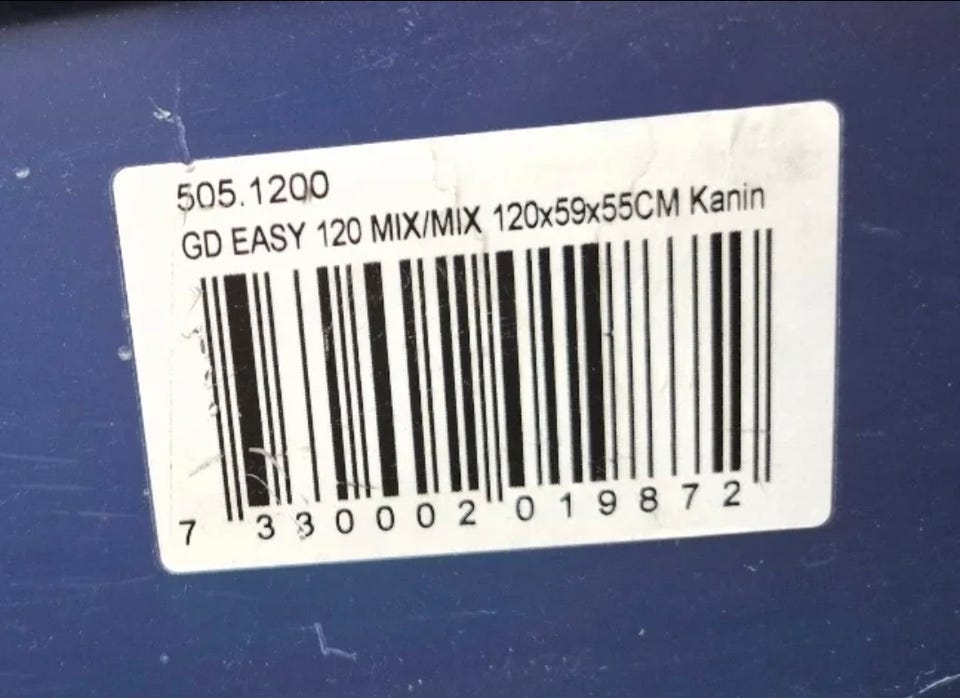 505.1200
GD EASY 120 MIX/MIX 120x59x55CM Kanin
7 330002 019872